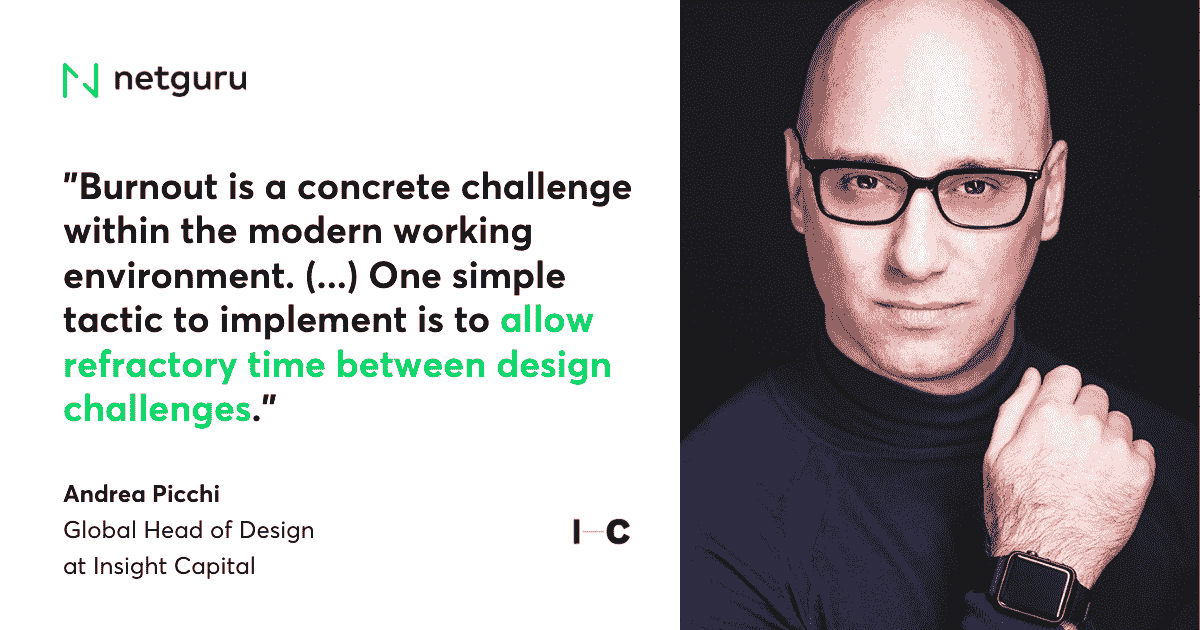 netguru
"Burnout is a concrete challenge
within the modern working
environment. (...) One simple
tactic to implement is to allow
refractory time between design
challenges."
Andrea Picchi
Global Head of Design
at Insight Capital
I—C